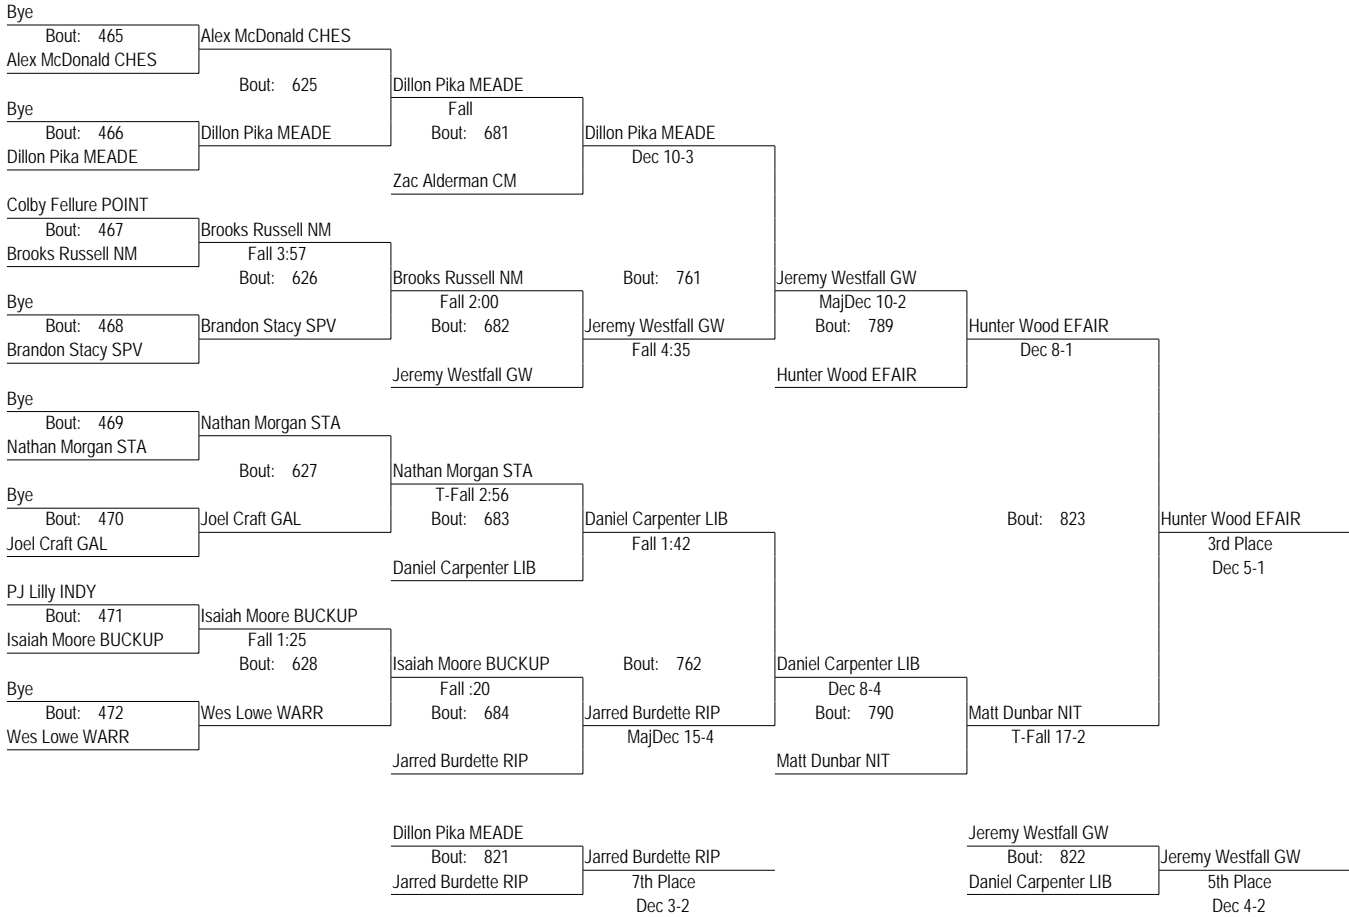 Bye
Bout: 465 Alex McDonald CHES
Alex McDonald CHES
Bout: 625 Dillon Pika MEADE
Bye Fall
Bout: 466 Dillon Pika MEADE Bout: 681 Dillon Pika MEADE
Dillon Pika MEADE Dec 10-3
Zac Alderman CM
Colby Fellure POINT
Bout: 467 Brooks Russell NM
Brooks Russell NM Fall 3:57
Bout: 626 Brooks Russell NM Bout: 761 Jeremy Westfall GW
Bye Fall 2:00 MajDec 10-2
Bout: 468 Brandon Stacy SPV Bout: 682 Jeremy Westfall GW Bout: 789 Hunter Wood EFAIR
Brandon Stacy SPV Fall 4:35 Dec 8-1
Jeremy Westfall GW Hunter Wood EFAIR
Bye
Bout: 469 Nathan Morgan STA
Nathan Morgan STA
Bout: 627 Nathan Morgan STA
Bye T-Fall 2:56
Bout: 470 Joel Craft GAL Bout: 683 Daniel Carpenter LIB Bout: 823 Hunter Wood EFAIR
Joel Craft GAL Fall 1:42 3rd Place
Daniel Carpenter LIB Dec 5-1
PJ Lilly INDY
Bout: 471 Isaiah Moore BUCKUP
Isaiah Moore BUCKUP Fall 1:25
Bout: 628 Isaiah Moore BUCKUP Bout: 762 Daniel Carpenter LIB
Bye Fall :20 Dec 8-4
Bout: 472 Wes Lowe WARR Bout: 684 Jarred Burdette RIP Bout: 790 Matt Dunbar NIT
Wes Lowe WARR MajDec 15-4 T-Fall 17-2
Jarred Burdette RIP Matt Dunbar NIT
Dillon Pika MEADE Jeremy Westfall GW
Bout: 821 Jarred Burdette RIP Bout: 822 Jeremy Westfall GW
Jarred Burdette RIP 7th Place Daniel Carpenter LIB 5th Place
Dec 3-2 Dec 4-2